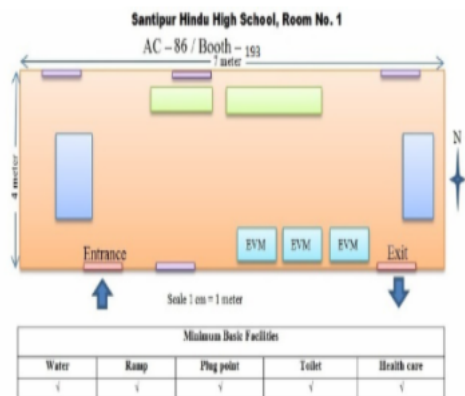 Santipur Hindu High School, Room No. 1
AC – 86 / Booth – 193
7 meter
4 meter
N
EVM EVM EVM
Entrance
Exit
Scale 1 cm = 1 meter
Minimum Basic Facilities
Water Ramp Plug point Toilet Health care
√ √ √ √ √